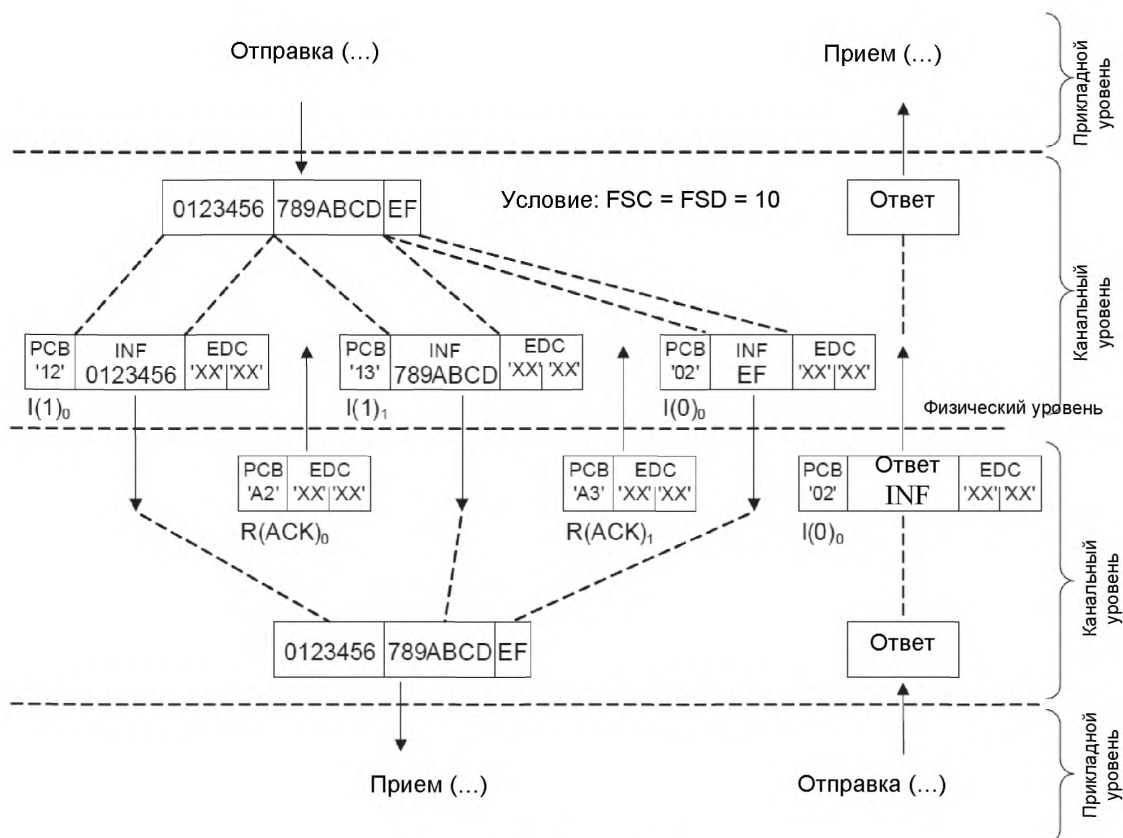 Отправка (...)
Прием (...)
Прикладной
уровень
0123456 789ABCD EF
Условие: FSC = FSD = 10
Ответ
Канальный
уровень
PCB INF EDC
'12' 0123456 'XX' 'XX'
I(1)₀
PCB INF EDC
'13' 789ABCD 'XX' 'XX'
I(1)₁
PCB INF EDC
'02' EF 'XX' 'XX'
I(0)₀
Физический уровень
PCB EDC
'A2' 'XX' 'XX'
R(ACK)₀
PCB EDC
'A3' 'XX' 'XX'
R(ACK)₁
PCB Ответ EDC
'02' INF 'XX' 'XX'
I(0)₀
Канальный
уровень
0123456 789ABCD EF
Ответ
Прием (...)
Отправка (...)
Прикладной
уровень